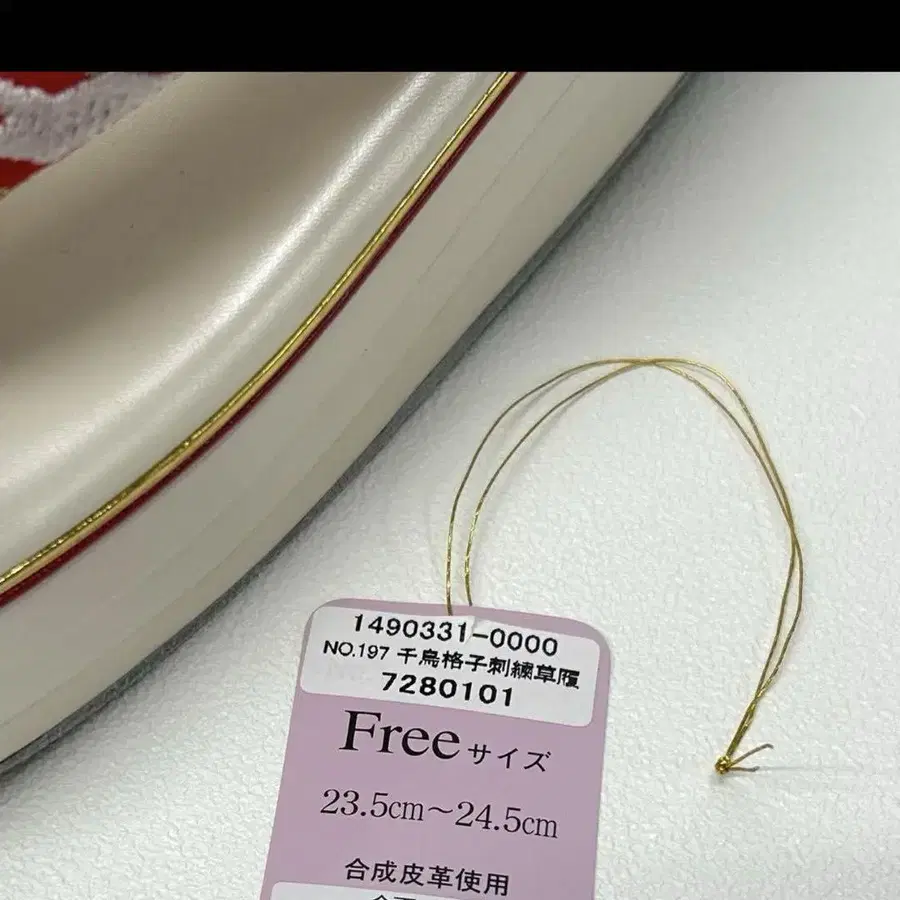 1490331-0000
NO.197 千鳥格子刺繍草履
7280101
Freeサイズ
23.5cm～24.5cm
合成皮革使用